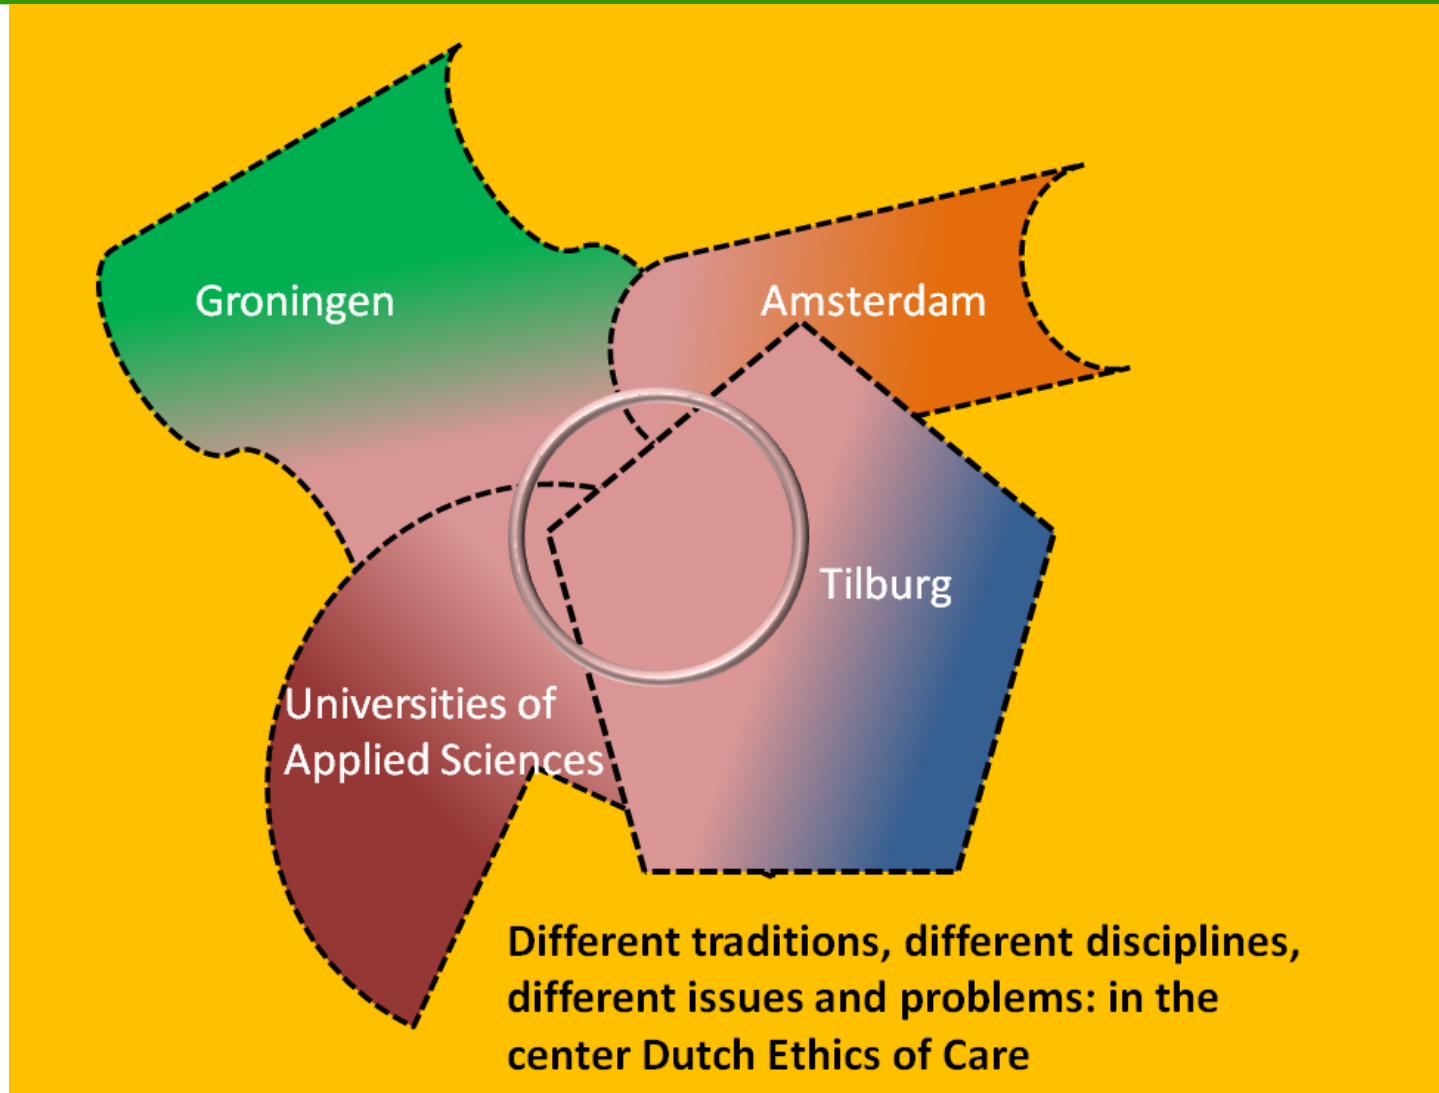 Groningen
Amsterdam
Tilburg
Universities of
Applied Sciences
Different traditions, different disciplines,
different issues and problems: in the
center Dutch Ethics of Care